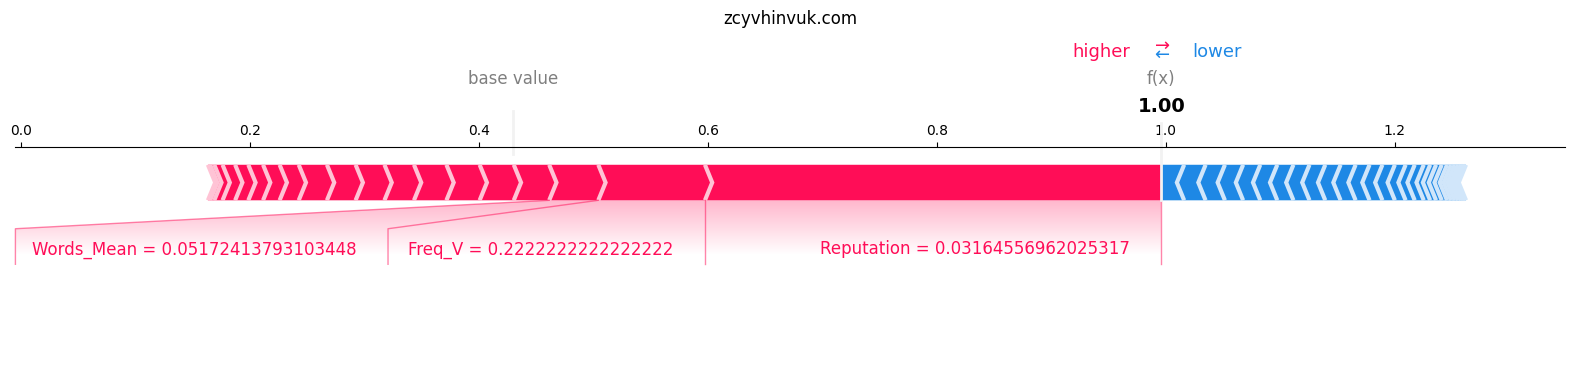 zcyvhinvuk.com
higher ⇄ lower
base value f(x)
1.00
0.0 0.2 0.4 0.6 0.8 1.0 1.2
Words_Mean = 0.05172413793103448 Freq_V = 0.2222222222222222 Reputation = 0.03164556962025317